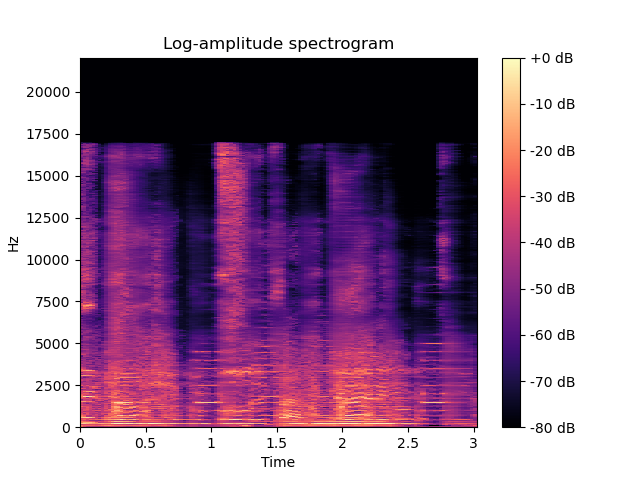 Log-amplitude spectrogram
20000
17500
15000
12500
10000
7500
5000
2500
0
Hz
0 0.5 1 1.5 2 2.5 3
Time
+0 dB
-10 dB
-20 dB
-30 dB
-40 dB
-50 dB
-60 dB
-70 dB
-80 dB